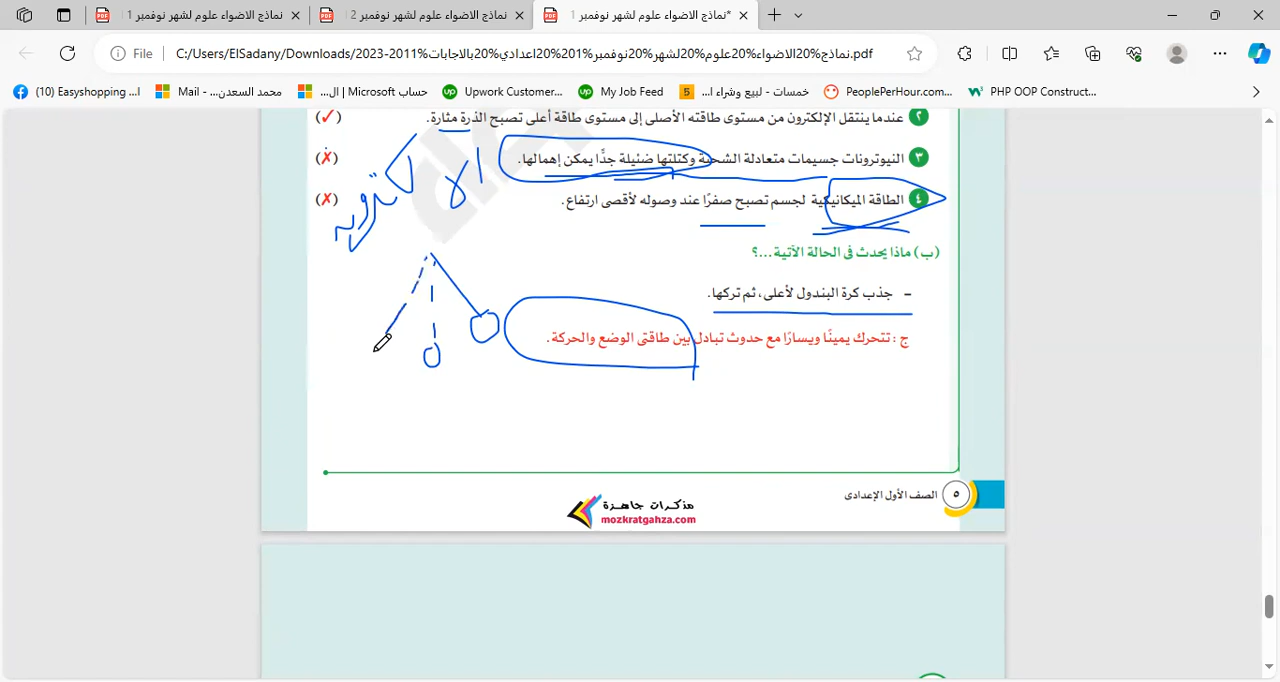 نماذج الاضواء علوم لشهر نوفمبر 1
نماذج الاضواء علوم لشهر نوفمبر 2
*نماذج الاضواء علوم لشهر نوفمبر 1
File
C:/Users/ElSadany/Downloads/2023-2011%20نماذج%20الاضواء%20علوم%20لشهر%20نوفمبر%201%20اعدادي%20بالاجابات.pdf
(10) Easyshopping ...l
Mail - محمد السعدن...
حساب Microsoft | ال...
Upwork Customer...
My Job Feed
خمسات - لبيع وشراء ا...
PeoplePerHour.com...
PHP OOP Construct...
٢ عندما ينتقل الإلكترون من مستوى طاقته الأصلى إلى مستوى طاقة أعلى تصبح الذرة مثارة. (✓)
٣ النيوترونات جسيمات متعادلة الشحنة وكتلتها ضئيلة جدًّا يمكن إهمالها. (✗)
٤ الطاقة الميكانيكية لجسم تصبح صفرًا عند وصوله لأقصى ارتفاع. (✗)
(ب) ماذا يحدث فى الحالة الآتية...؟
- جذب كرة البندول لأعلى، ثم تركها.
ج : تتحرك يمينًا ويسارًا مع حدوث تبادل بين طاقتى الوضع والحركة.
٥ الصف الأول الإعدادى
مذكرات جاهزة
mozkratgahza.com